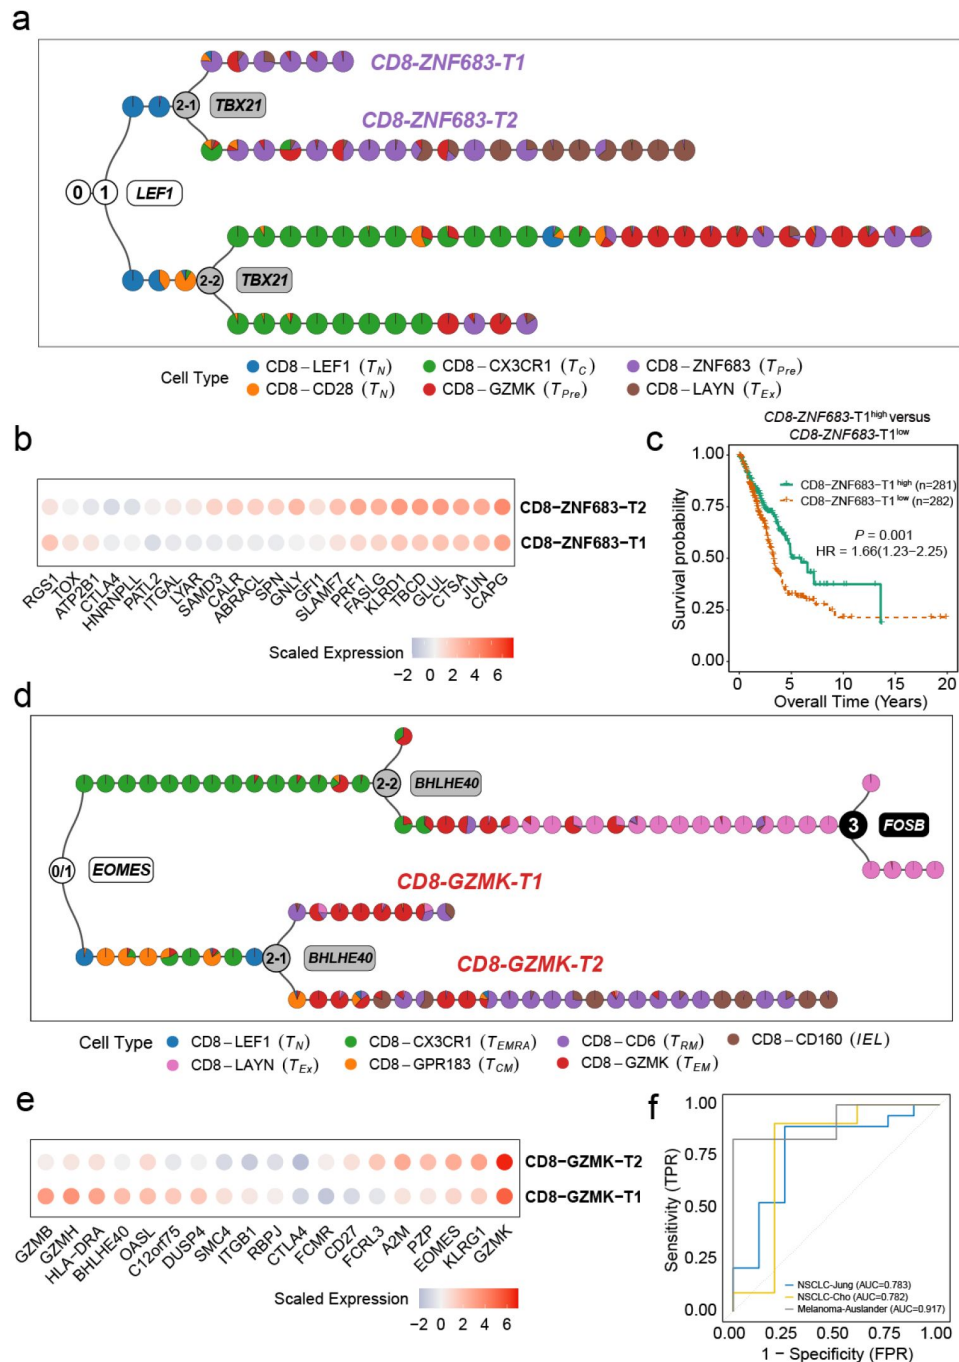 a
CD8-ZNF683-T1
2-1 TBX21
CD8-ZNF683-T2
0 1 LEF1
2-2 TBX21
Cell Type
CD8−LEF1 (TN) CD8−CX3CR1 (TC) CD8−ZNF683 (TPre)
CD8−CD28 (TN) CD8−GZMK (TPre) CD8−LAYN (TEx)
b
CD8−ZNF683−T2
CD8−ZNF683−T1
RGS1 TOX ATP2B1 CTLA4 HNRNPLL PATL2 ITGAL LYAR SAMD3 CALR ABRACL SPN GNLY GFI1 SLAMF7 PRF1 FASLG KLRD1 TBCD GLUL CTSA JUN CAPG
Scaled Expression
−2 0 2 4 6
c
CD8-ZNF683-T1high versus
CD8-ZNF683-T1low
Survival probability
1.00
0.75
0.50
0.25
0.00
CD8−ZNF683−T1high (n=281)
CD8−ZNF683−T1low (n=282)
P = 0.001
HR = 1.66(1.23−2.25)
0 5 10 15 20
Overall Time (Years)
d
2-2 BHLHE40
3 FOSB
0/1 EOMES
CD8-GZMK-T1
2-1 BHLHE40
CD8-GZMK-T2
Cell Type
CD8−LEF1 (TN) CD8−CX3CR1 (TEMRA) CD8−CD6 (TRM) CD8−CD160 (IEL)
CD8−LAYN (TEx) CD8−GPR183 (TCM) CD8−GZMK (TEM)
e
CD8−GZMK−T2
CD8−GZMK−T1
GZMB GZMH HLA−DRA BHLHE40 OASL C12orf75 DUSP4 SMC4 ITGB1 RBPJ CTLA4 FCMR CD27 FCRL3 A2M PZP EOMES KLRG1 GZMK
Scaled Expression
−2 0 2 4 6
f
Sensitivity (TPR)
1.00
0.75
0.50
0.25
0.00
NSCLC-Jung (AUC=0.783)
NSCLC-Cho (AUC=0.782)
Melanoma-Auslander (AUC=0.917)
0.00 0.25 0.50 0.75 1.00
1 − Specificity (FPR)